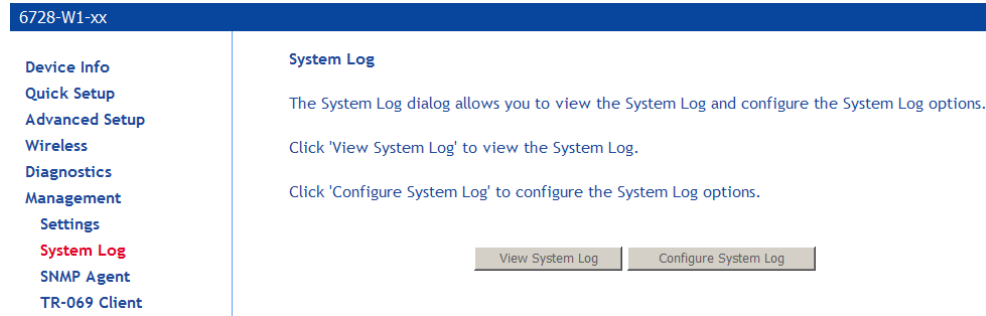 6728-W1-xx
Device Info
Quick Setup
Advanced Setup
Wireless
Diagnostics
Management
Settings
System Log
SNMP Agent
TR-069 Client
System Log
The System Log dialog allows you to view the System Log and configure the System Log options.
Click 'View System Log' to view the System Log.
Click 'Configure System Log' to configure the System Log options.
View System Log
Configure System Log